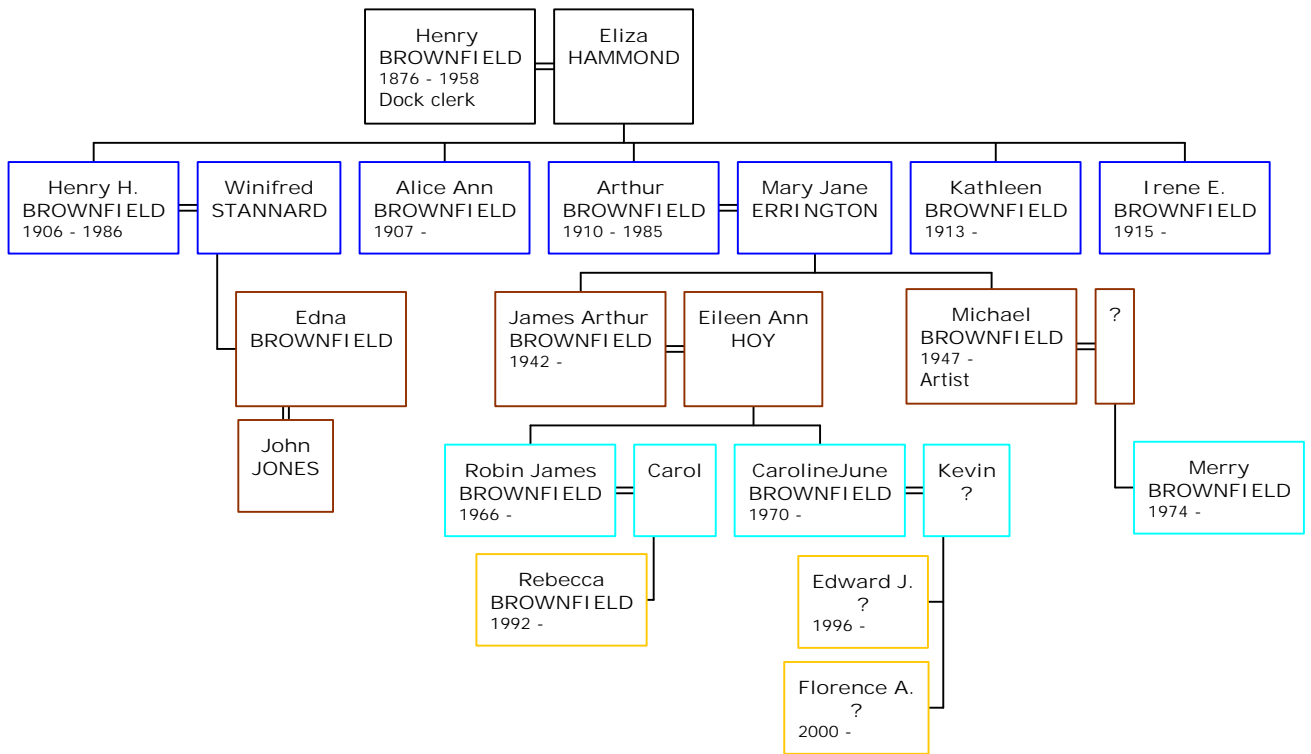 Henry
BROWNFIELD
1876 - 1958
Dock clerk
Eliza
HAMMOND
Henry H.
BROWNFIELD
1906 - 1986
Winifred
STANNARD
Alice Ann
BROWNFIELD
1907 -
Arthur
BROWNFIELD
1910 - 1985
Mary Jane
ERRINGTON
Kathleen
BROWNFIELD
1913 -
Irene E.
BROWNFIELD
1915 -
Edna
BROWNFIELD
James Arthur
BROWNFIELD
1942 -
Eileen Ann
HOY
Michael
BROWNFIELD
1947 -
Artist
?
John
JONES
Robin James
BROWNFIELD
1966 -
Carol
CarolineJune
BROWNFIELD
1970 -
Kevin
?
Merry
BROWNFIELD
1974 -
Rebecca
BROWNFIELD
1992 -
Edward J.
?
1996 -
Florence A.
?
2000 -